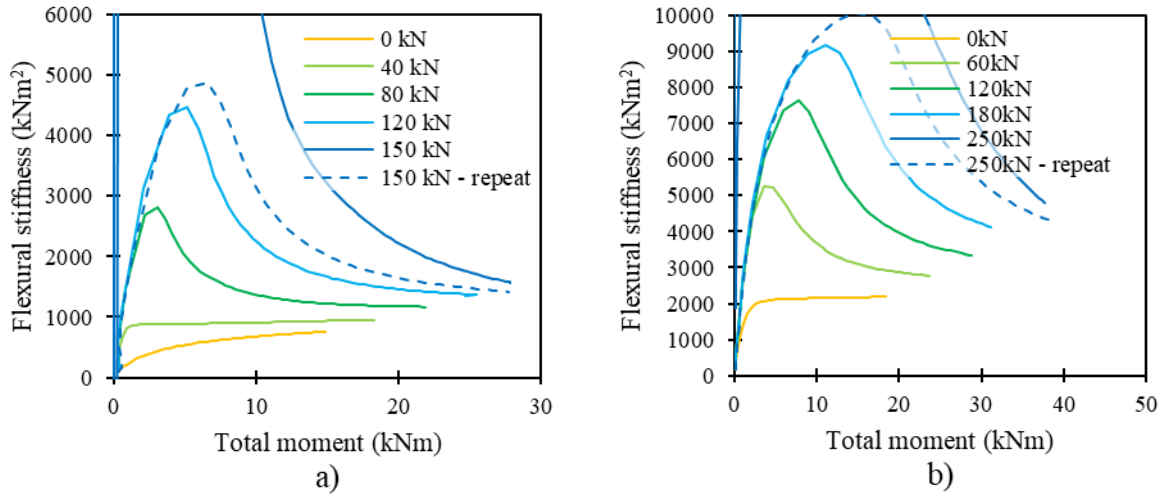 6000
5000
4000
3000
2000
1000
0
Flexural stiffness (kNm²)
0 kN
40 kN
80 kN
120 kN
150 kN
150 kN - repeat
0 10 20 30
Total moment (kNm)
a)
10000
9000
8000
7000
6000
5000
4000
3000
2000
1000
0
Flexural stiffness (kNm²)
0kN
60kN
120kN
180kN
250kN
250kN - repeat
0 10 20 30 40 50
Total moment (kNm)
b)